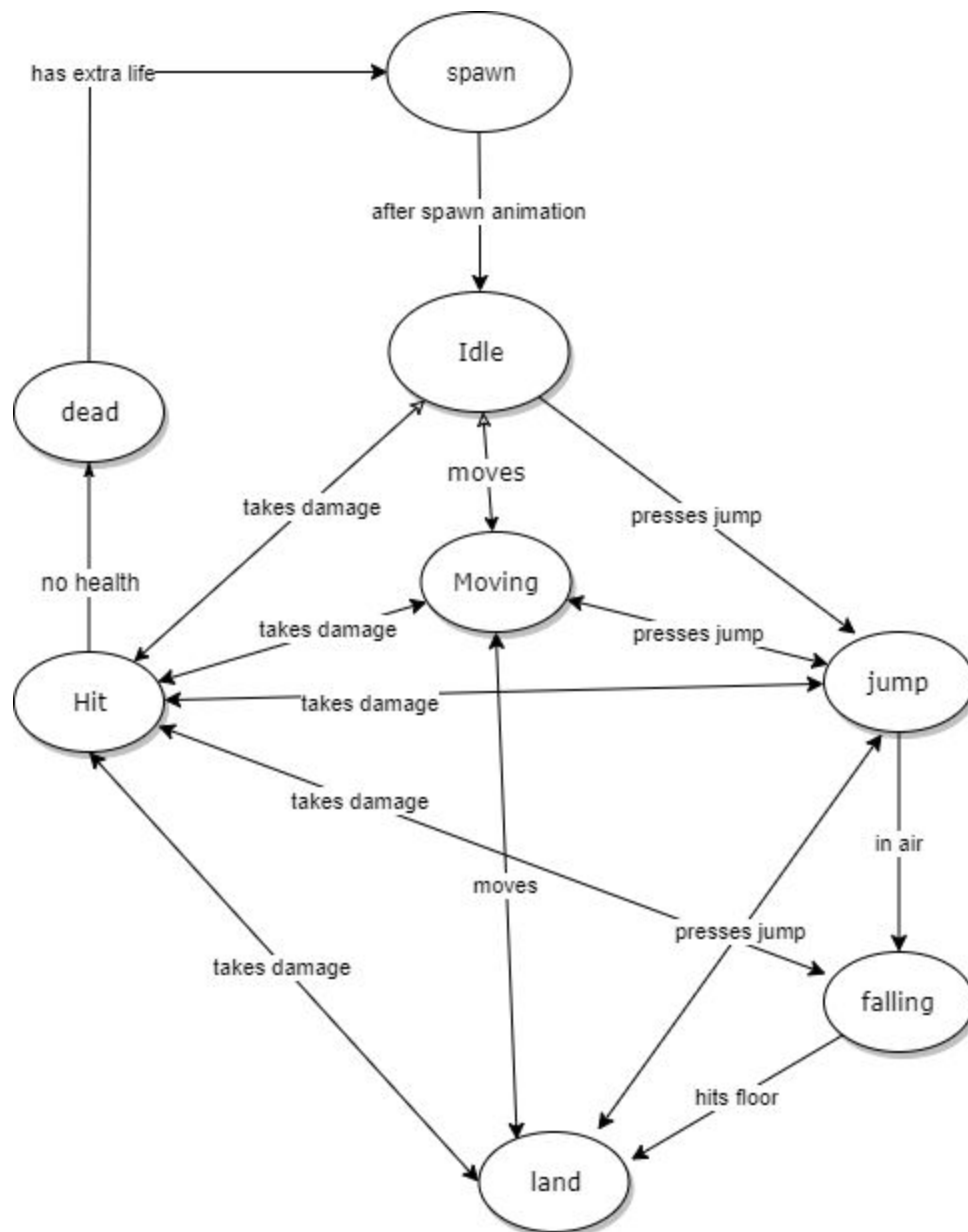 has extra life
spawn
after spawn animation
Idle
dead
moves
takes damage
presses jump
no health
Moving
takes damage
presses jump
Hit
takes damage
jump
takes damage
in air
moves
presses jump
takes damage
falling
hits floor
land